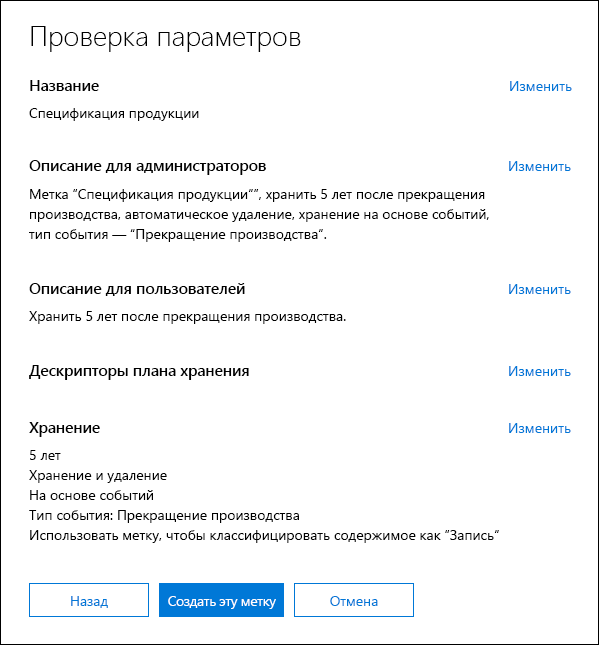 Проверка параметров
Название
Изменить
Спецификация продукции
Описание для администраторов
Изменить
Метка “Спецификация продукции“”, хранить 5 лет после прекращения
производства, автоматическое удаление, хранение на основе событий,
тип события — “Прекращение производства”.
Описание для пользователей
Изменить
Хранить 5 лет после прекращения производства.
Дескрипторы плана хранения
Изменить
Хранение
Изменить
5 лет
Хранение и удаление
На основе событий
Тип события: Прекращение производства
Использовать метку, чтобы классифицировать содержимое как “Запись”
Назад
Создать эту метку
Отмена